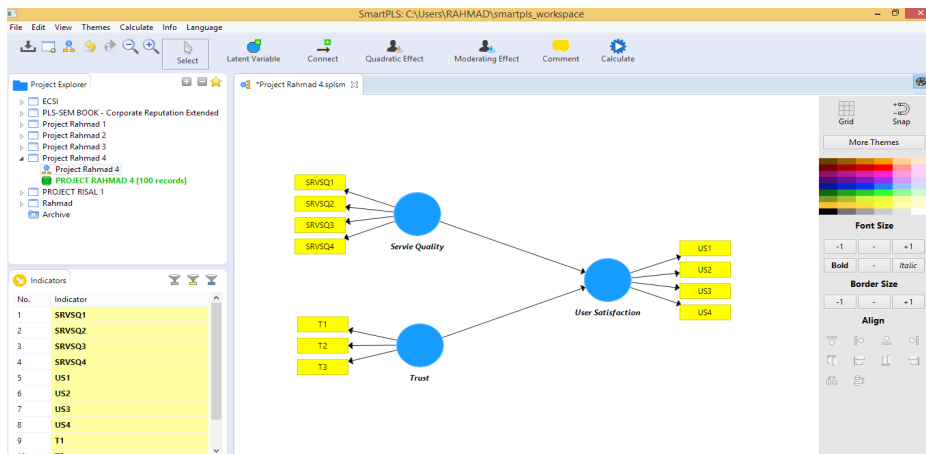 SmartPLS: C:\Users\RAHMAD\smartpls_workspace
File Edit View Themes Calculate Info Language
Select
Latent Variable
Connect
Quadratic Effect
Moderating Effect
Comment
Calculate
Project Explorer
ECSI
PLS-SEM BOOK - Corporate Reputation Extended
Project Rahmad 1
Project Rahmad 2
Project Rahmad 3
Project Rahmad 4
Project Rahmad 4
PROJECT RAHMAD 4 [100 records]
PROJECT RISAL 1
Rahmad
Archive
Indicators
No. Indicator
1 SRVSQ1
2 SRVSQ2
3 SRVSQ3
4 SRVSQ4
5 US1
6 US2
7 US3
8 US4
9 T1
*Project Rahmad 4.splsm
SRVSQ1
SRVSQ2
SRVSQ3
SRVSQ4
Servie Quality
T1
T2
T3
Trust
US1
US2
US3
US4
User Satisfaction
Grid
Snap
More Themes
Font Size
-1 - +1
Bold - Italic
Border Size
-1 - +1
Align